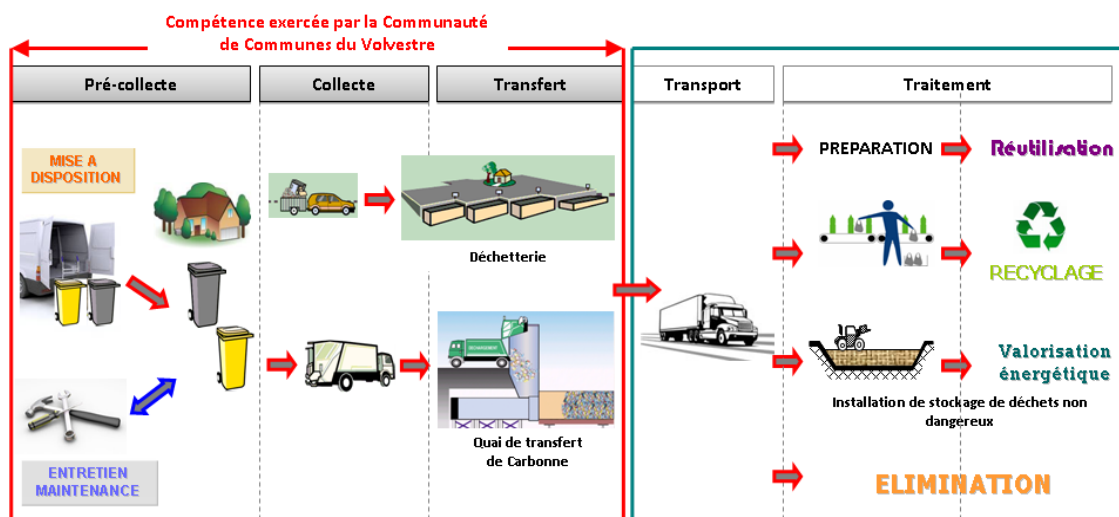 Compétence exercée par la Communauté
de Communes du Volvestre
Pré-collecte
Collecte
Transfert
Transport
Traitement
MISE A
DISPOSITION
PREPARATION
Réutilisation
Déchetterie
RECYCLAGE
Valorisation
énergétique
Installation de stockage de déchets non
dangereux
Quai de transfert
de Carbonne
ENTRETIEN
MAINTENANCE
ELIMINATION